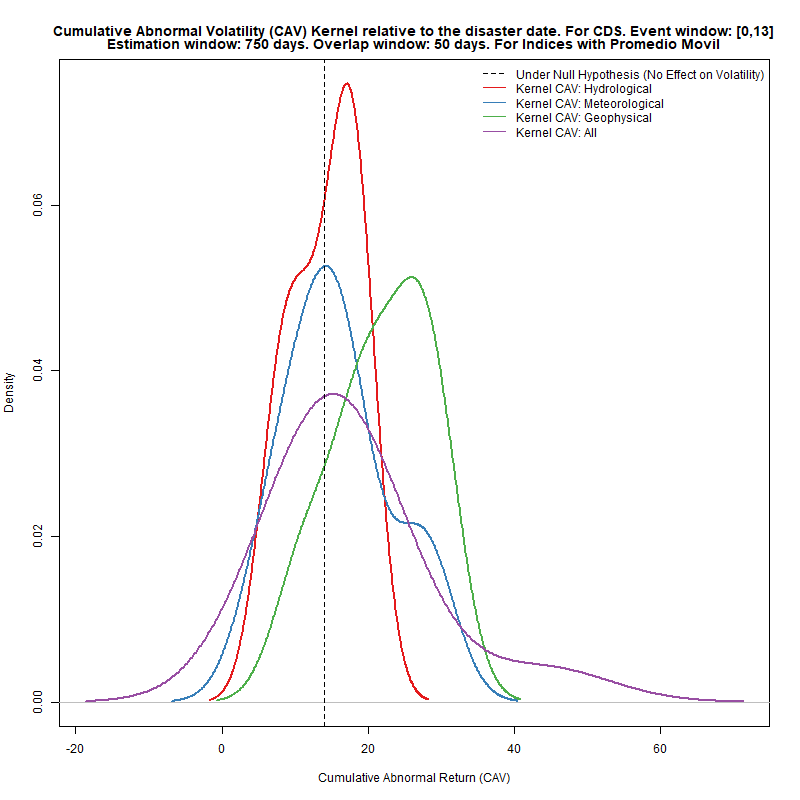 Cumulative Abnormal Volatility (CAV) Kernel relative to the disaster date. For CDS. Event window: [0,13]
Estimation window: 750 days. Overlap window: 50 days. For Indices with Promedio Movil
Under Null Hypothesis (No Effect on Volatility)
Kernel CAV: Hydrological
Kernel CAV: Meteorological
Kernel CAV: Geophysical
Kernel CAV: All
Density
0.06
0.04
0.02
0.00
-20 0 20 40 60
Cumulative Abnormal Return (CAV)